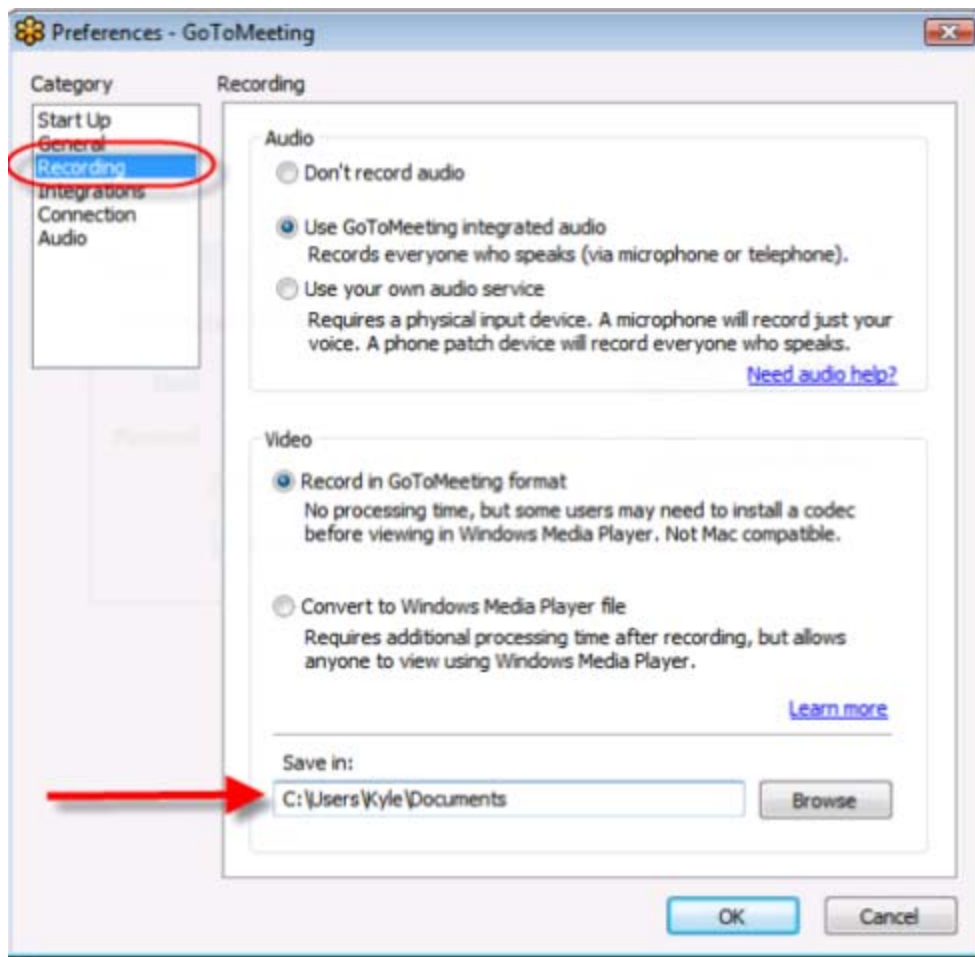 Preferences - GoToMeeting
Category
Recording
Start Up
General
Recording
Integrations
Connection
Audio
Audio
Don't record audio
Use GoToMeeting integrated audio
Records everyone who speaks (via microphone or telephone).
Use your own audio service
Requires a physical input device. A microphone will record just your
voice. A phone patch device will record everyone who speaks.
Need audio help?
Video
Record in GoToMeeting format
No processing time, but some users may need to install a codec
before viewing in Windows Media Player. Not Mac compatible.
Convert to Windows Media Player file
Requires additional processing time after recording, but allows
anyone to view using Windows Media Player.
Learn more
Save in:
C:\Users\Kyle\Documents
Browse
OK
Cancel